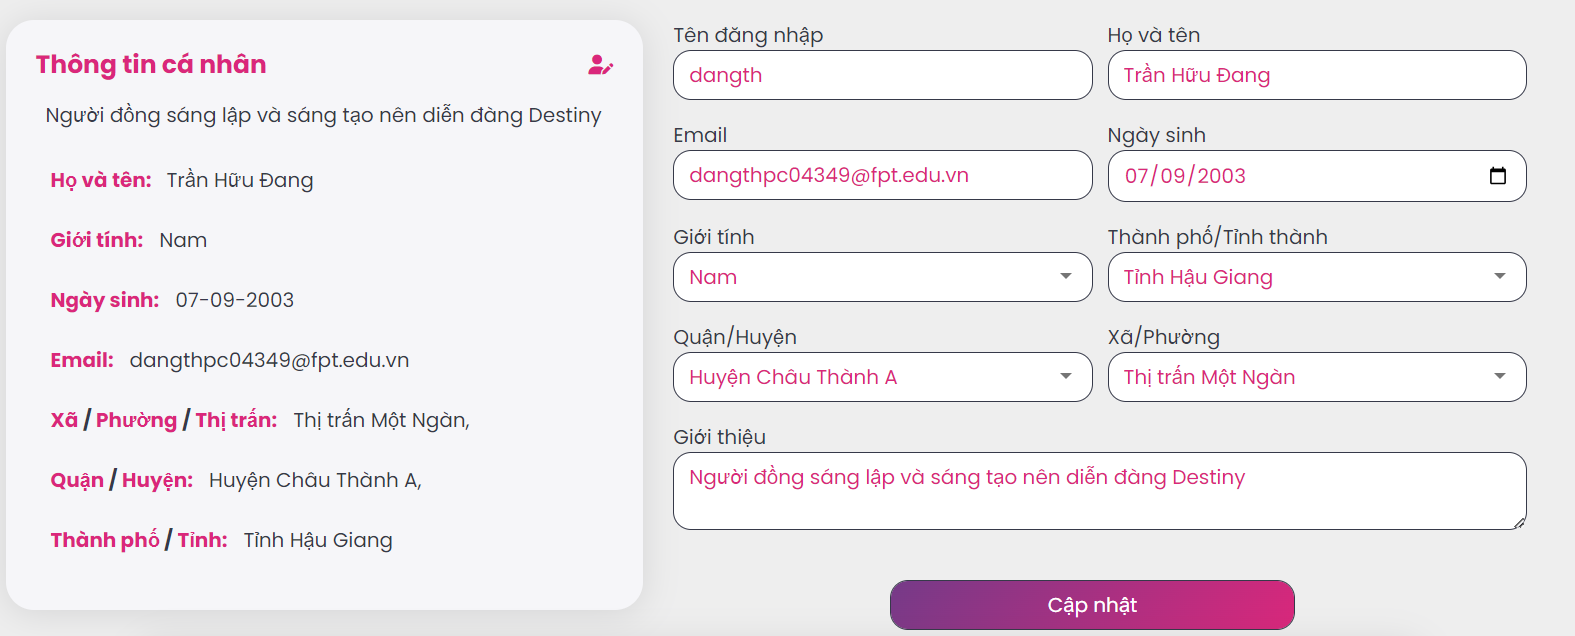 Thông tin cá nhân
Người đồng sáng lập và sáng tạo nên diễn đàng Destiny
Họ và tên: Trần Hữu Đang
Giới tính: Nam
Ngày sinh: 07-09-2003
Email: dangthpc04349@fpt.edu.vn
Xã / Phường / Thị trấn: Thị trấn Một Ngàn,
Quận / Huyện: Huyện Châu Thành A,
Thành phố / Tỉnh: Tỉnh Hậu Giang
Tên đăng nhập
dangth
Họ và tên
Trần Hữu Đang
Email
dangthpc04349@fpt.edu.vn
Ngày sinh
07/09/2003
Giới tính
Nam
Thành phố/Tỉnh thành
Tỉnh Hậu Giang
Quận/Huyện
Huyện Châu Thành A
Xã/Phường
Thị trấn Một Ngàn
Giới thiệu
Người đồng sáng lập và sáng tạo nên diễn đàng Destiny
Cập nhật